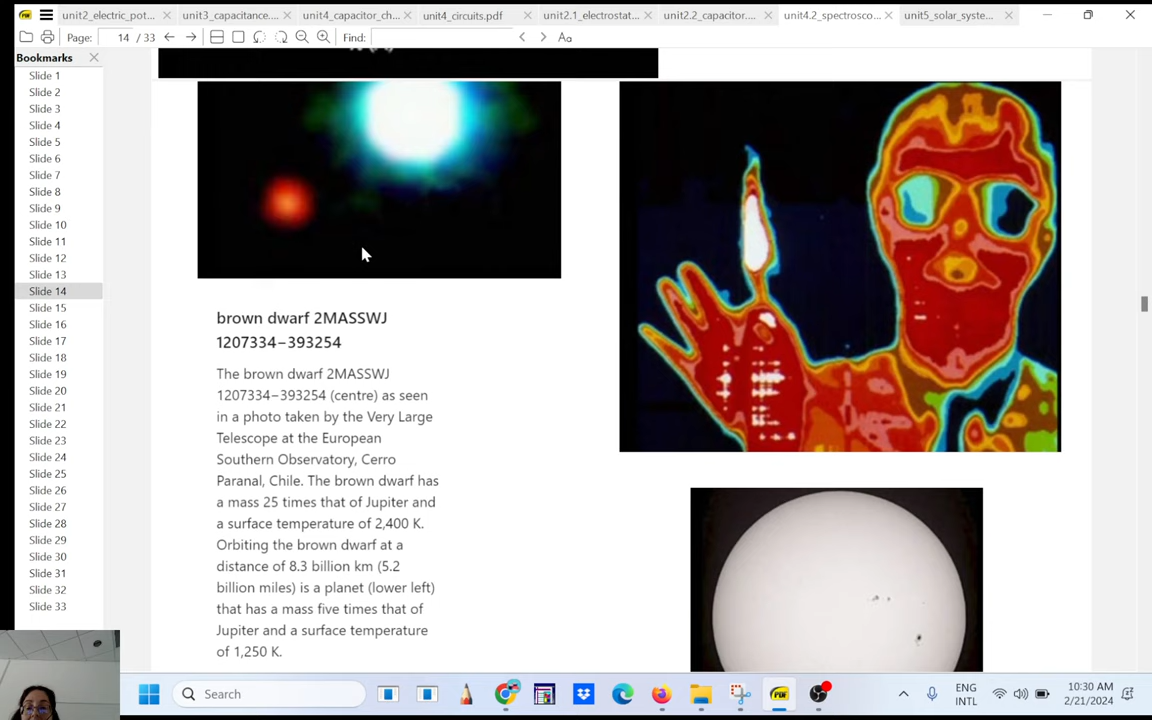 unit2_electric_pot...
unit3_capacitance....
unit4_capacitor_ch...
unit4_circuits.pdf
unit2.1_electrostat...
unit2.2_capacitor....
unit4.2_spectrosco...
unit5_solar_syste...
Page: 14 / 33
Find:
Aa
Bookmarks
Slide 1
Slide 2
Slide 3
Slide 4
Slide 5
Slide 6
Slide 7
Slide 8
Slide 9
Slide 10
Slide 11
Slide 12
Slide 13
Slide 14
Slide 15
Slide 16
Slide 17
Slide 18
Slide 19
Slide 20
Slide 21
Slide 22
Slide 23
Slide 24
Slide 25
Slide 26
Slide 27
Slide 28
Slide 29
Slide 30
Slide 31
Slide 32
Slide 33
brown dwarf 2MASSWJ
1207334−393254
The brown dwarf 2MASSWJ
1207334−393254 (centre) as seen
in a photo taken by the Very Large
Telescope at the European
Southern Observatory, Cerro
Paranal, Chile. The brown dwarf has
a mass 25 times that of Jupiter and
a surface temperature of 2,400 K.
Orbiting the brown dwarf at a
distance of 8.3 billion km (5.2
billion miles) is a planet (lower left)
that has a mass five times that of
Jupiter and a surface temperature
of 1,250 K.
Search
PDF
ENG
INTL
10:30 AM
2/21/2024